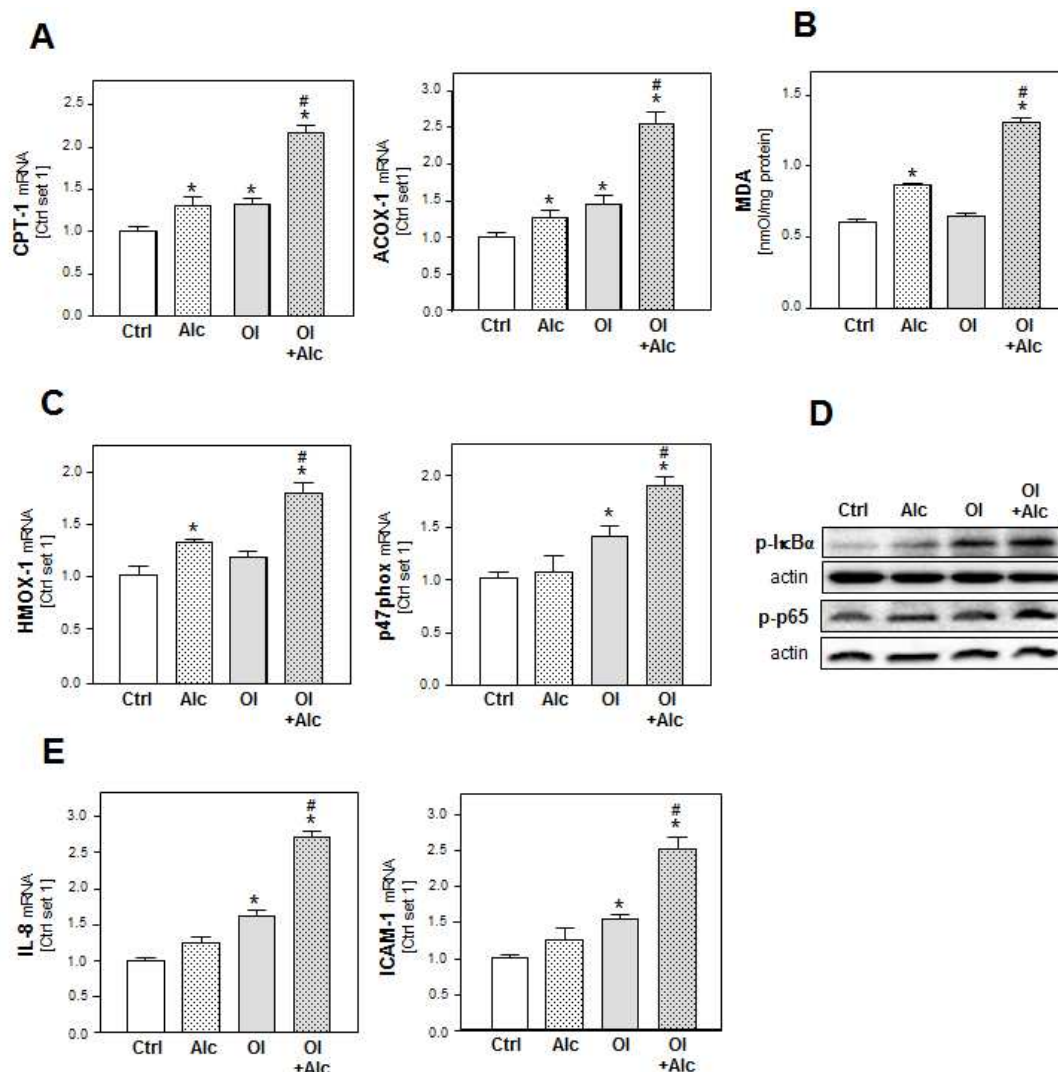 A
CPT-1 mRNA
[Ctrl set 1]
2.5
2.0
1.5
1.0
0.5
0.0
*
*
#
*
Ctrl
Alc
Ol
Ol
+Alc
ACOX-1 mRNA
[Ctrl set1]
3.0
2.5
2.0
1.5
1.0
0.5
0.0
*
*
#
*
Ctrl
Alc
Ol
Ol
+Alc
B
MDA
[nmOl/mg protein]
1.5
1.0
0.5
0.0
*
#
*
Ctrl
Alc
Ol
Ol
+Alc
C
HMOX-1 mRNA
[Ctrl set 1]
2.0
1.5
1.0
0.5
0.0
*
#
*
Ctrl
Alc
Ol
Ol
+Alc
p47phox mRNA
[Ctrl set 1]
2.0
1.5
1.0
0.5
0.0
*
#
*
Ctrl
Alc
Ol
Ol
+Alc
D
Ctrl Alc Ol Ol
+Alc
p-IκBα
actin
p-p65
actin
E
IL-8 mRNA
[Ctrl set 1]
3.0
2.5
2.0
1.5
1.0
0.5
0.0
*
#
*
Ctrl
Alc
Ol
Ol
+Alc
ICAM-1 mRNA
[Ctrl set 1]
3.0
2.5
2.0
1.5
1.0
0.5
0.0
*
#
*
Ctrl
Alc
Ol
Ol
+Alc